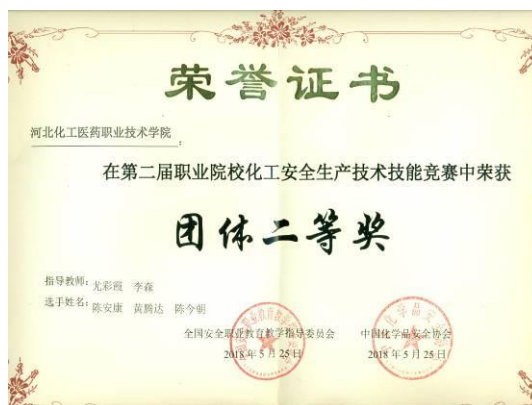 荣誉证书
河北化工医药职业技术学院：
在第二届职业院校化工安全生产技术技能竞赛中荣获
团体二等奖
指导教师：尤彩霞 李森
选手姓名：陈安康 黄腾达 陈今朝
全国安全职业教育教学指导委员会 中国化学品安全协会
2018年5月25日 2018年5月25日